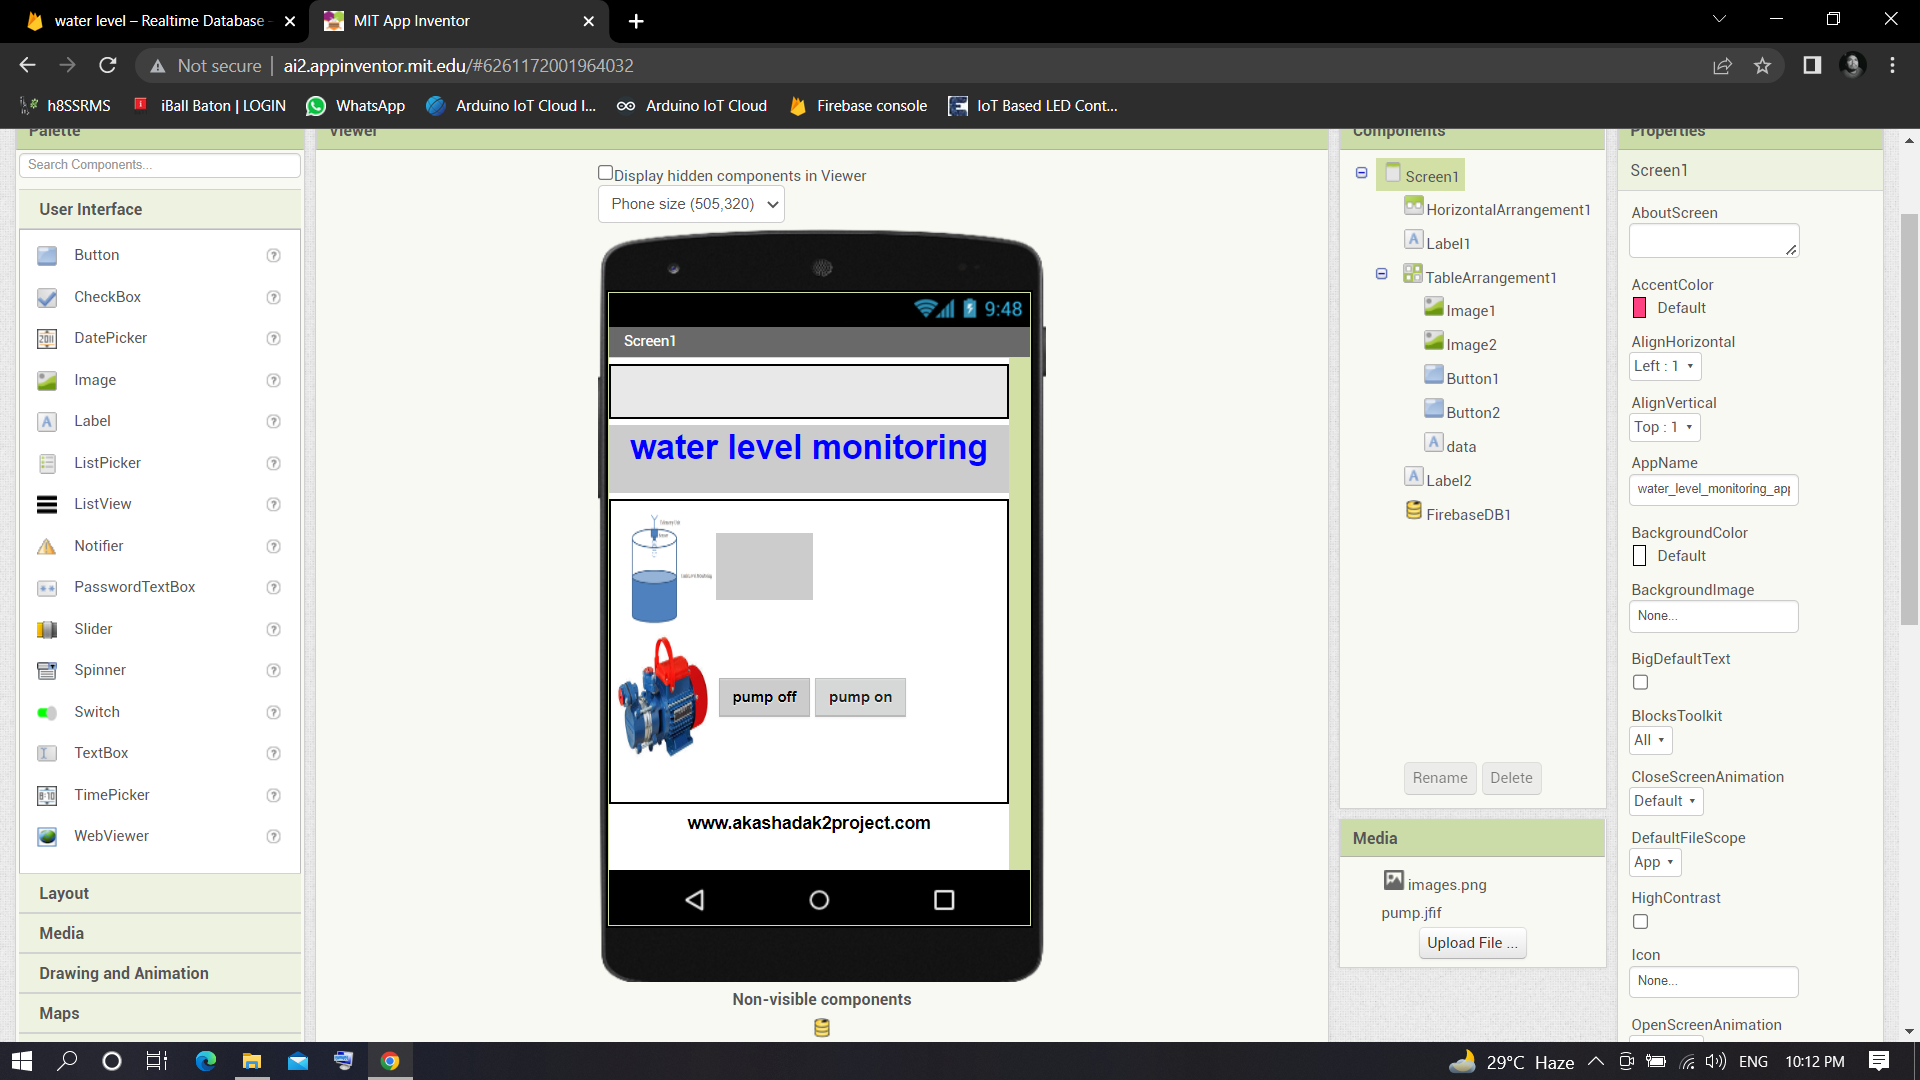 water level – Realtime Database -
MIT App Inventor
Not secure | ai2.appinventor.mit.edu/#6261172001964032
h8SSRMS
iBall Baton | LOGIN
WhatsApp
Arduino IoT Cloud I...
Arduino IoT Cloud
Firebase console
IoT Based LED Cont...
Palette
Search Components...
User Interface
Button
CheckBox
DatePicker
Image
Label
ListPicker
ListView
Notifier
PasswordTextBox
Slider
Spinner
Switch
TextBox
TimePicker
WebViewer
Layout
Media
Drawing and Animation
Maps
Viewer
Display hidden components in Viewer
Phone size (505,320)
9:48
Screen1
water level monitoring
pump off
pump on
www.akashadak2project.com
Non-visible components
Components
Screen1
HorizontalArrangement1
Label1
TableArrangement1
Image1
Image2
Button1
Button2
data
Label2
FirebaseDB1
Rename
Delete
Media
images.png
pump.jfif
Upload File ...
Properties
Screen1
AboutScreen
AccentColor
Default
AlignHorizontal
Left : 1
AlignVertical
Top : 1
AppName
water_level_monitoring_app
BackgroundColor
Default
BackgroundImage
None...
BigDefaultText
BlocksToolkit
All
CloseScreenAnimation
Default
DefaultFileScope
App
HighContrast
Icon
None...
OpenScreenAnimation
29°C Haze
ENG
10:12 PM